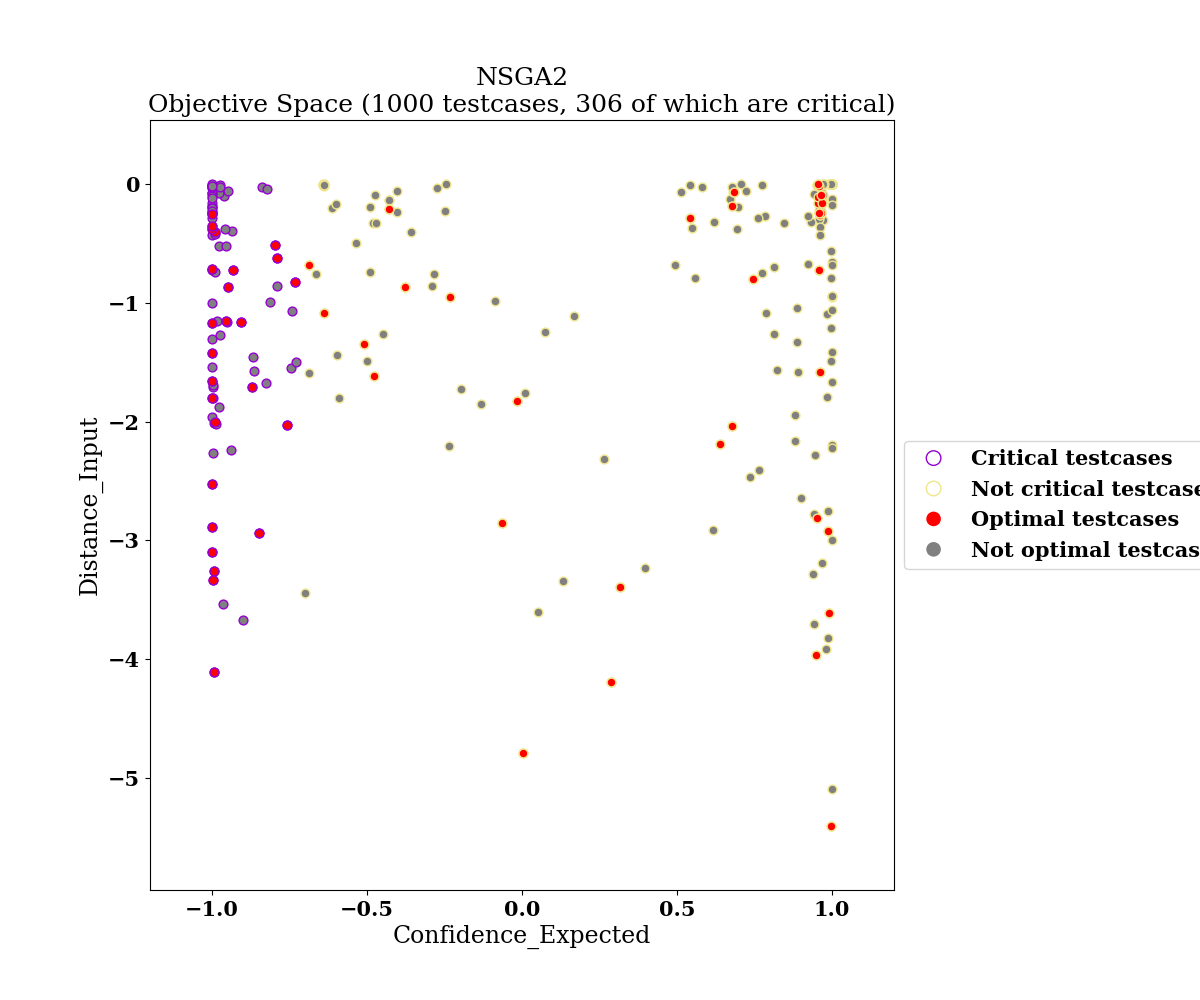 NSGA2
Objective Space (1000 testcases, 306 of which are critical)
0
−1
−2
−3
−4
−5
Distance_Input
−1.0
−0.5
0.0
0.5
1.0
Confidence_Expected
Critical testcases
Not critical testcase
Optimal testcases
Not optimal testcas